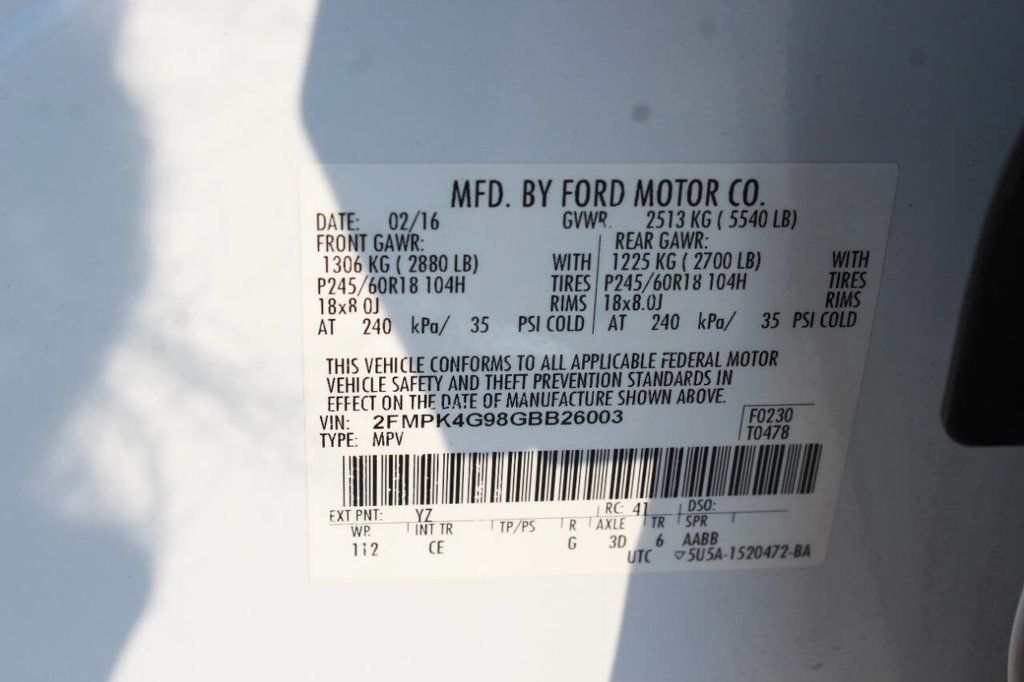 MFD. BY FORD MOTOR CO.
DATE: 02/16 GVWR 2513 KG ( 5540 LB)
FRONT GAWR: REAR GAWR:
1306 KG ( 2880 LB) WITH 1225 KG ( 2700 LB) WITH
P245/60R18 104H TIRES P245/60R18 104H TIRES
18x8.0J RIMS 18x8.0J RIMS
AT 240 kPa/ 35 PSI COLD AT 240 kPa/ 35 PSI COLD
THIS VEHICLE CONFORMS TO ALL APPLICABLE FEDERAL MOTOR
VEHICLE SAFETY AND THEFT PREVENTION STANDARDS IN
EFFECT ON THE DATE OF MANUFACTURE SHOWN ABOVE.
VIN: 2FMPK4G98GBB26003 F0230
TYPE: MPV T0478
EXT PNT: YZ RC: 41 DSO:
WB INT TR TP/PS R AXLE TR SPR
112 CE G 3D 6 AABB
UTC ▽5U5A-1520472-BA